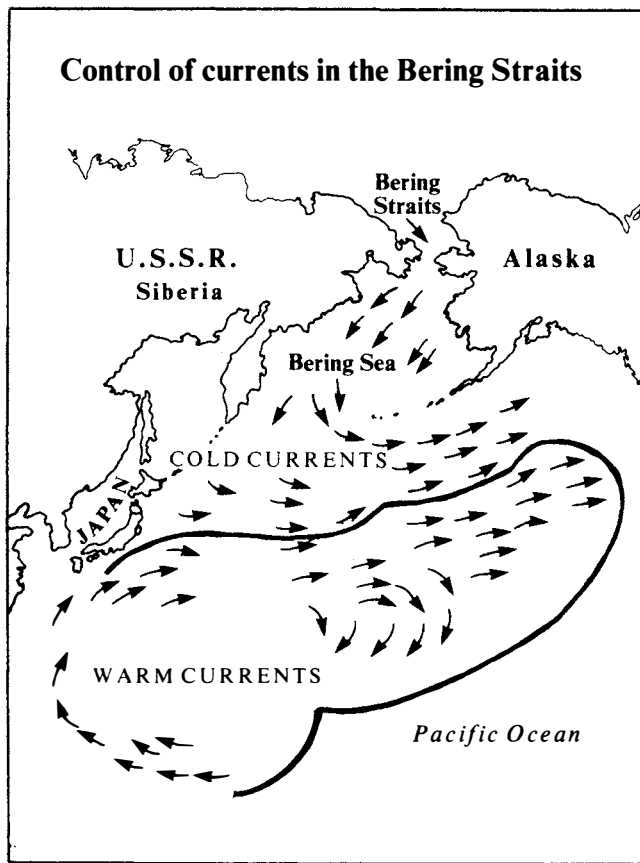 Control of currents in the Bering Straits
Bering
Straits
U.S.S.R.
Siberia
Alaska
Bering Sea
COLD CURRENTS
JAPAN
WARM CURRENTS
Pacific Ocean